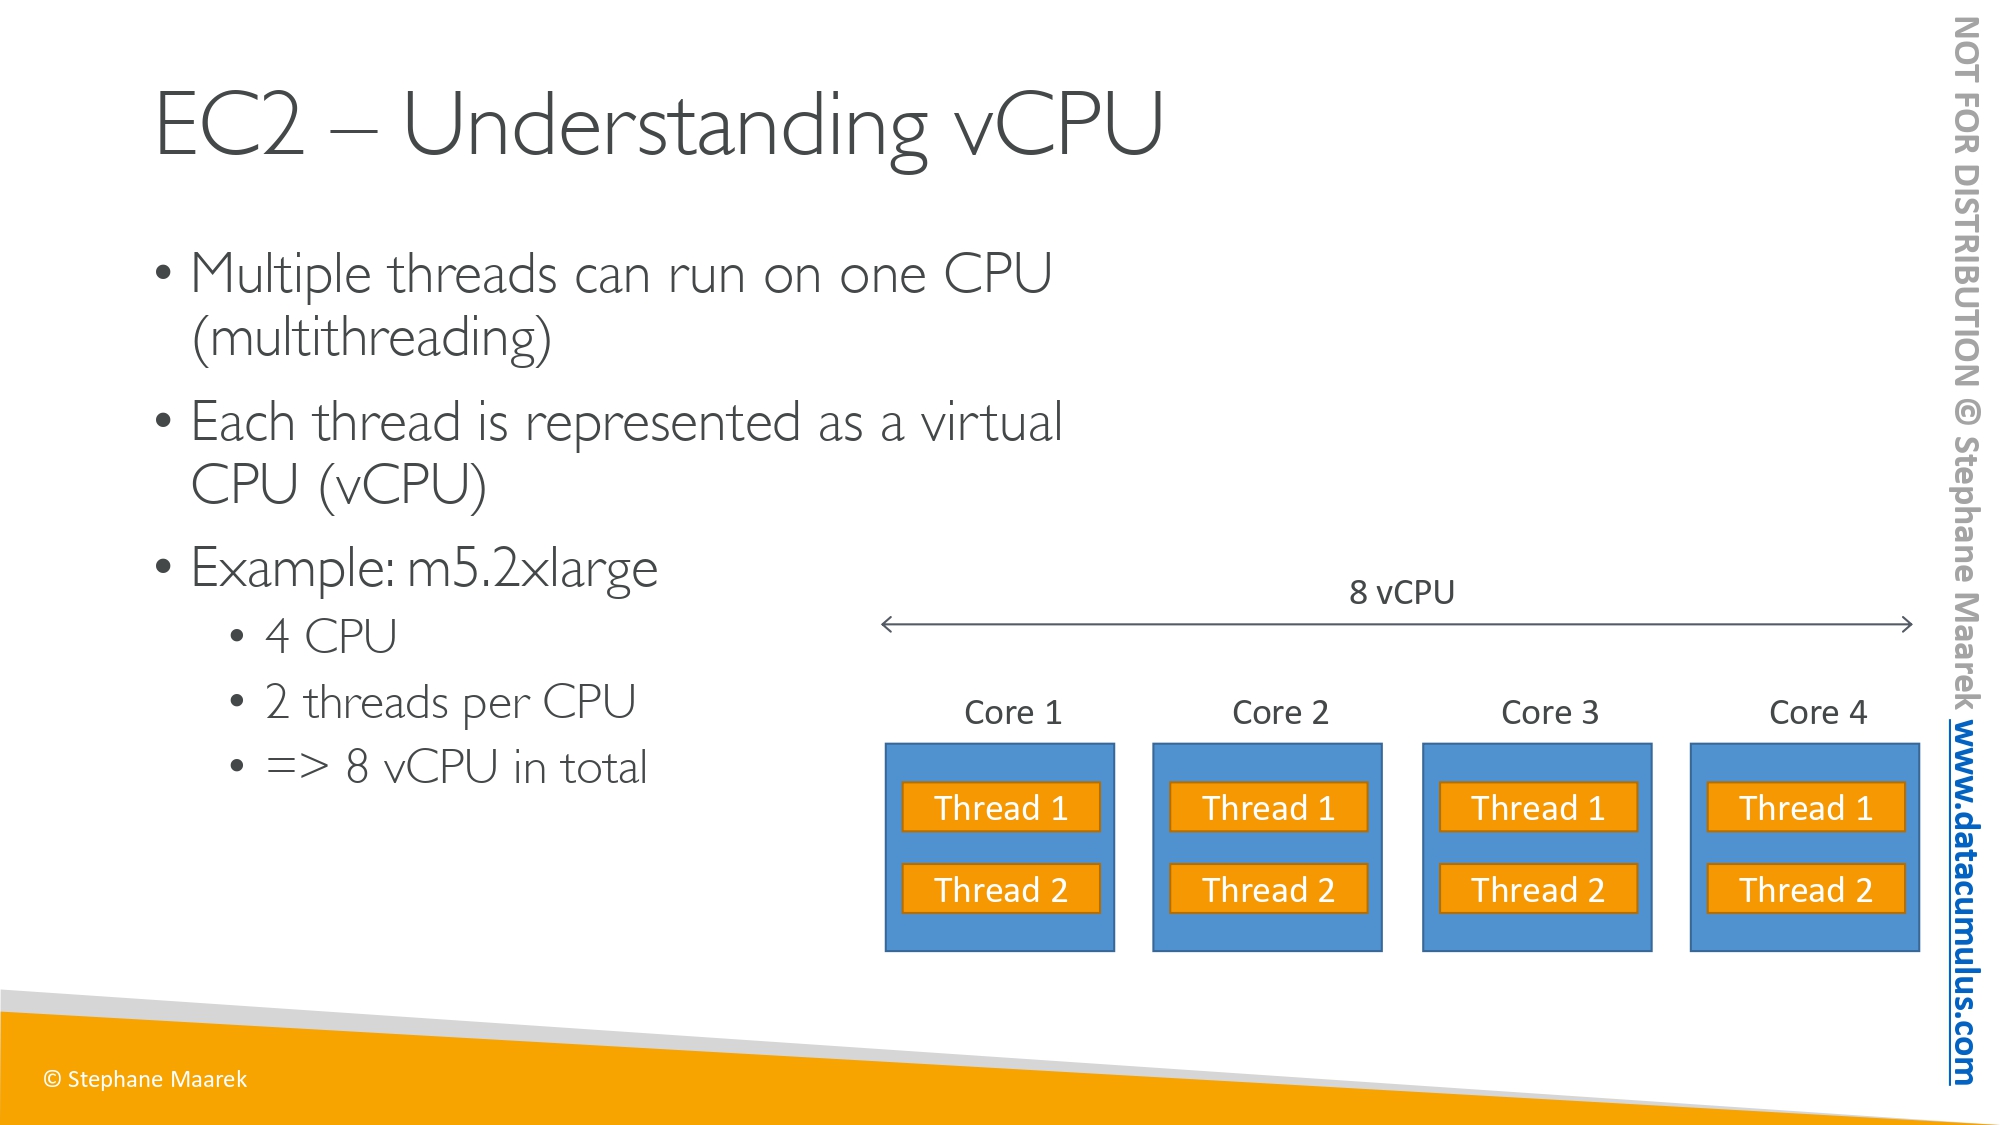 EC2 – Understanding vCPU
• Multiple threads can run on one CPU
(multithreading)
• Each thread is represented as a virtual
CPU (vCPU)
• Example: m5.2xlarge
• 4 CPU
• 2 threads per CPU
• => 8 vCPU in total
8 vCPU
Core 1 Core 2 Core 3 Core 4
Thread 1 Thread 1 Thread 1 Thread 1
Thread 2 Thread 2 Thread 2 Thread 2
© Stephane Maarek
NOT FOR DISTRIBUTION © Stephane Maarek www.datacumulus.com